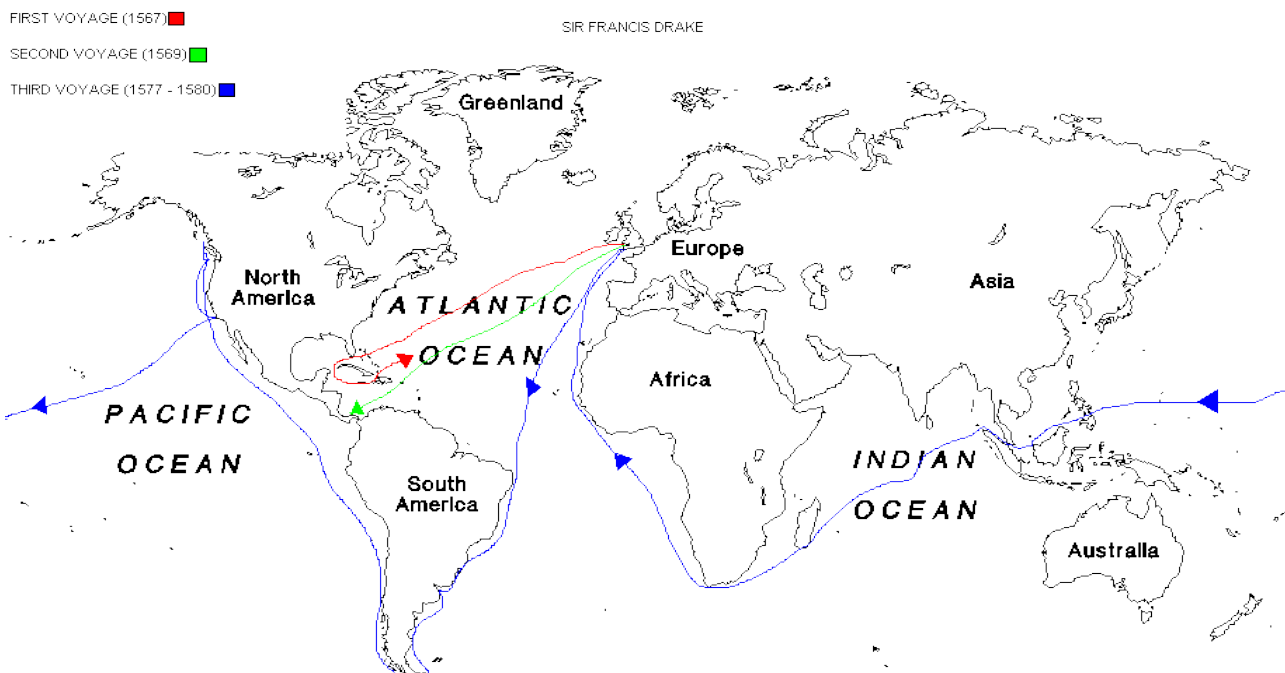 FIRST VOYAGE (1567)
SIR FRANCIS DRAKE
SECOND VOYAGE (1569)
THIRD VOYAGE (1577 - 1580)
Greenland
Europe
North
America
Asia
ATLANTIC
OCEAN
Africa
PACIFIC
OCEAN
INDIAN
OCEAN
South
America
Australia